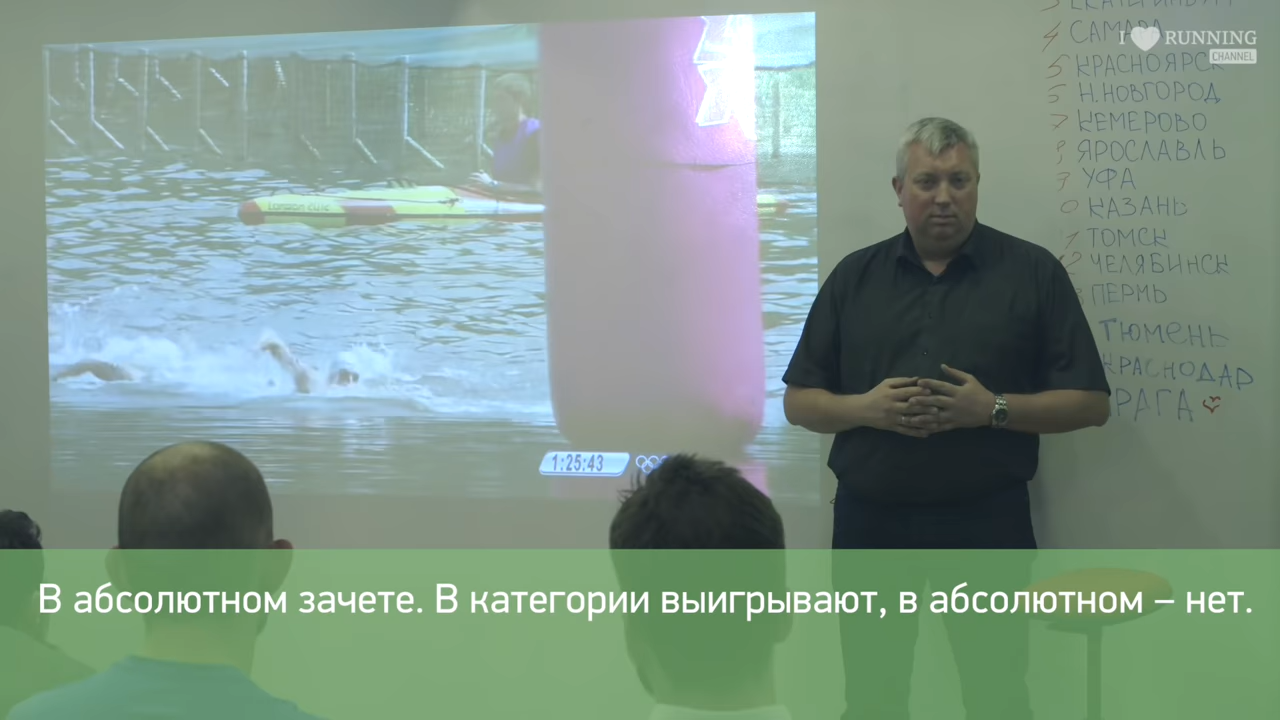 САМАРА
I RUNNING
CHANNEL
КРАСНОЯРСК
Н.НОВГОРОД
КЕМЕРОВО
ЯРОСЛАВЛЬ
УФА
КАЗАНЬ
ТОМСК
ЧЕЛЯБИНСК
ПЕРМЬ
ТЮМЕНЬ
КРАСНОДАР
РАГА
1:25:43
В абсолютном зачете. В категории выигрывают, в абсолютном – нет.